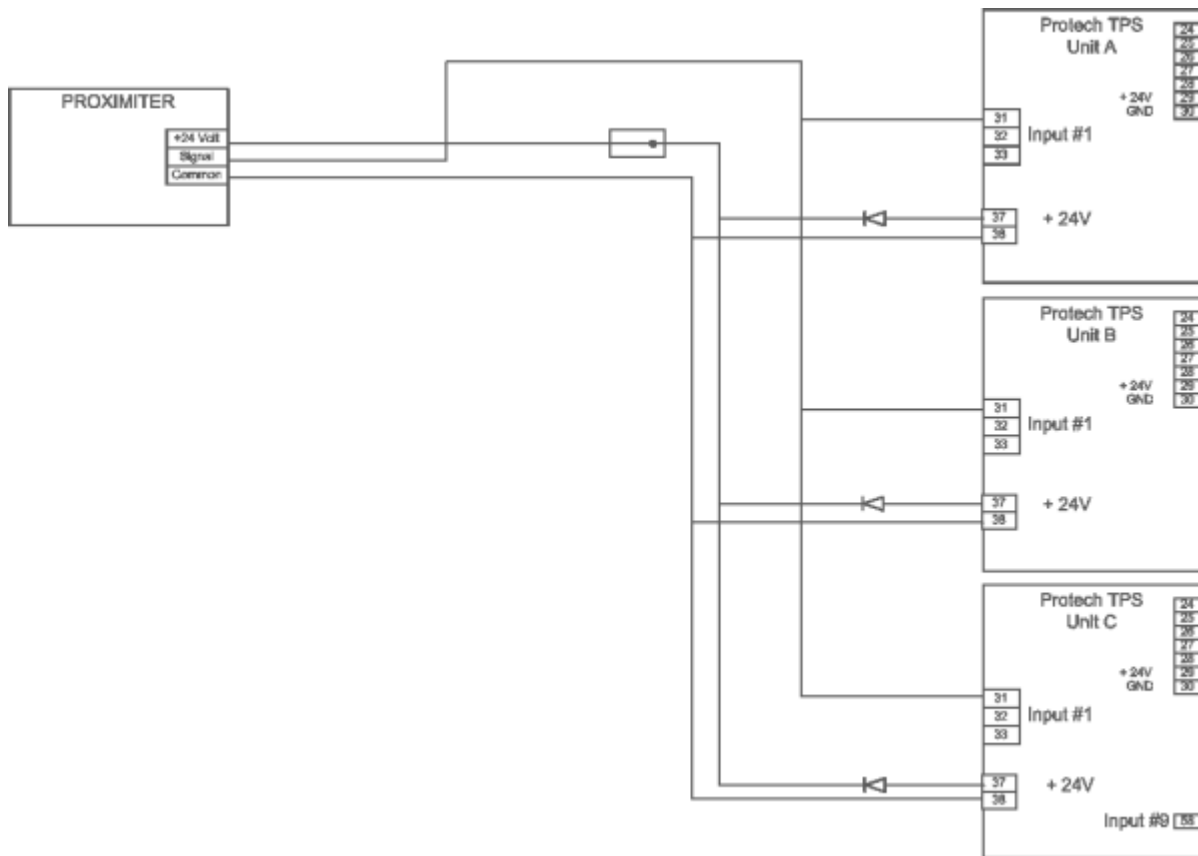 PROXIMITER
+24 Volt
Signal
Common
Protech TPS
Unit A
24
25
26
27
28
29
30
+ 24V
GND
31
32
33
Input #1
37
38
+ 24V
Protech TPS
Unit B
24
25
26
27
28
29
30
+ 24V
GND
31
32
33
Input #1
37
38
+ 24V
Protech TPS
Unit C
24
25
26
27
28
29
30
+ 24V
GND
31
32
33
Input #1
37
38
+ 24V
Input #9